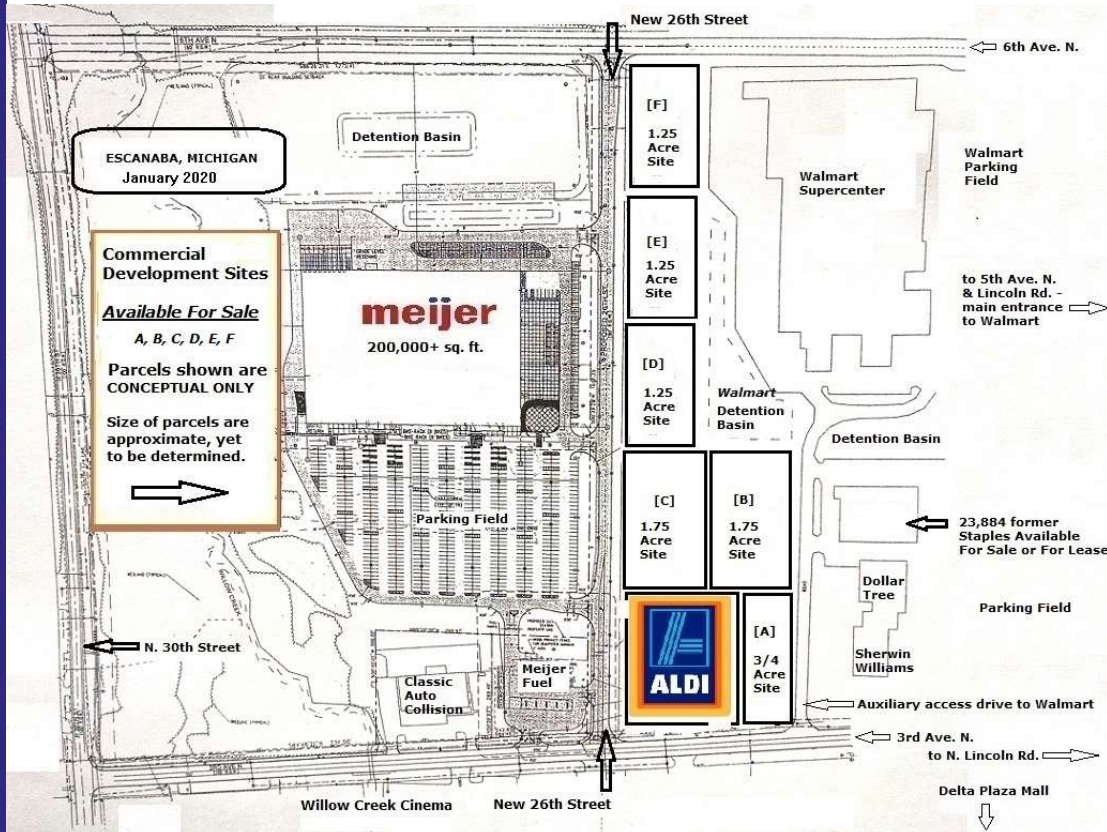 New 26th Street
6th Ave. N.
6TH AVE N
ESCANABA, MICHIGAN
January 2020
Detention Basin
[F]
1.25
Acre
Site
Walmart
Supercenter
Walmart
Parking
Field
Commercial
Development Sites
Available For Sale
A, B, C, D, E, F
Parcels shown are
CONCEPTUAL ONLY
Size of parcels are
approximate, yet
to be determined.
meijer
200,000+ sq. ft.
[E]
1.25
Acre
Site
to 5th Ave. N.
& Lincoln Rd. -
main entrance
to Walmart
[D]
1.25
Acre
Site
Walmart
Detention
Basin
Detention Basin
Parking Field
[C]
1.75
Acre
Site
[B]
1.75
Acre
Site
23,884 former
Staples Available
For Sale or For Lease
Dollar
Tree
Parking Field
Sherwin
Williams
N. 30th Street
WILLOW CREEK
Classic
Auto
Collision
Meijer
Fuel
ALDI
[A]
3/4
Acre
Site
Auxiliary access drive to Walmart
3rd Ave. N.
to N. Lincoln Rd.
Willow Creek Cinema
New 26th Street
Delta Plaza Mall